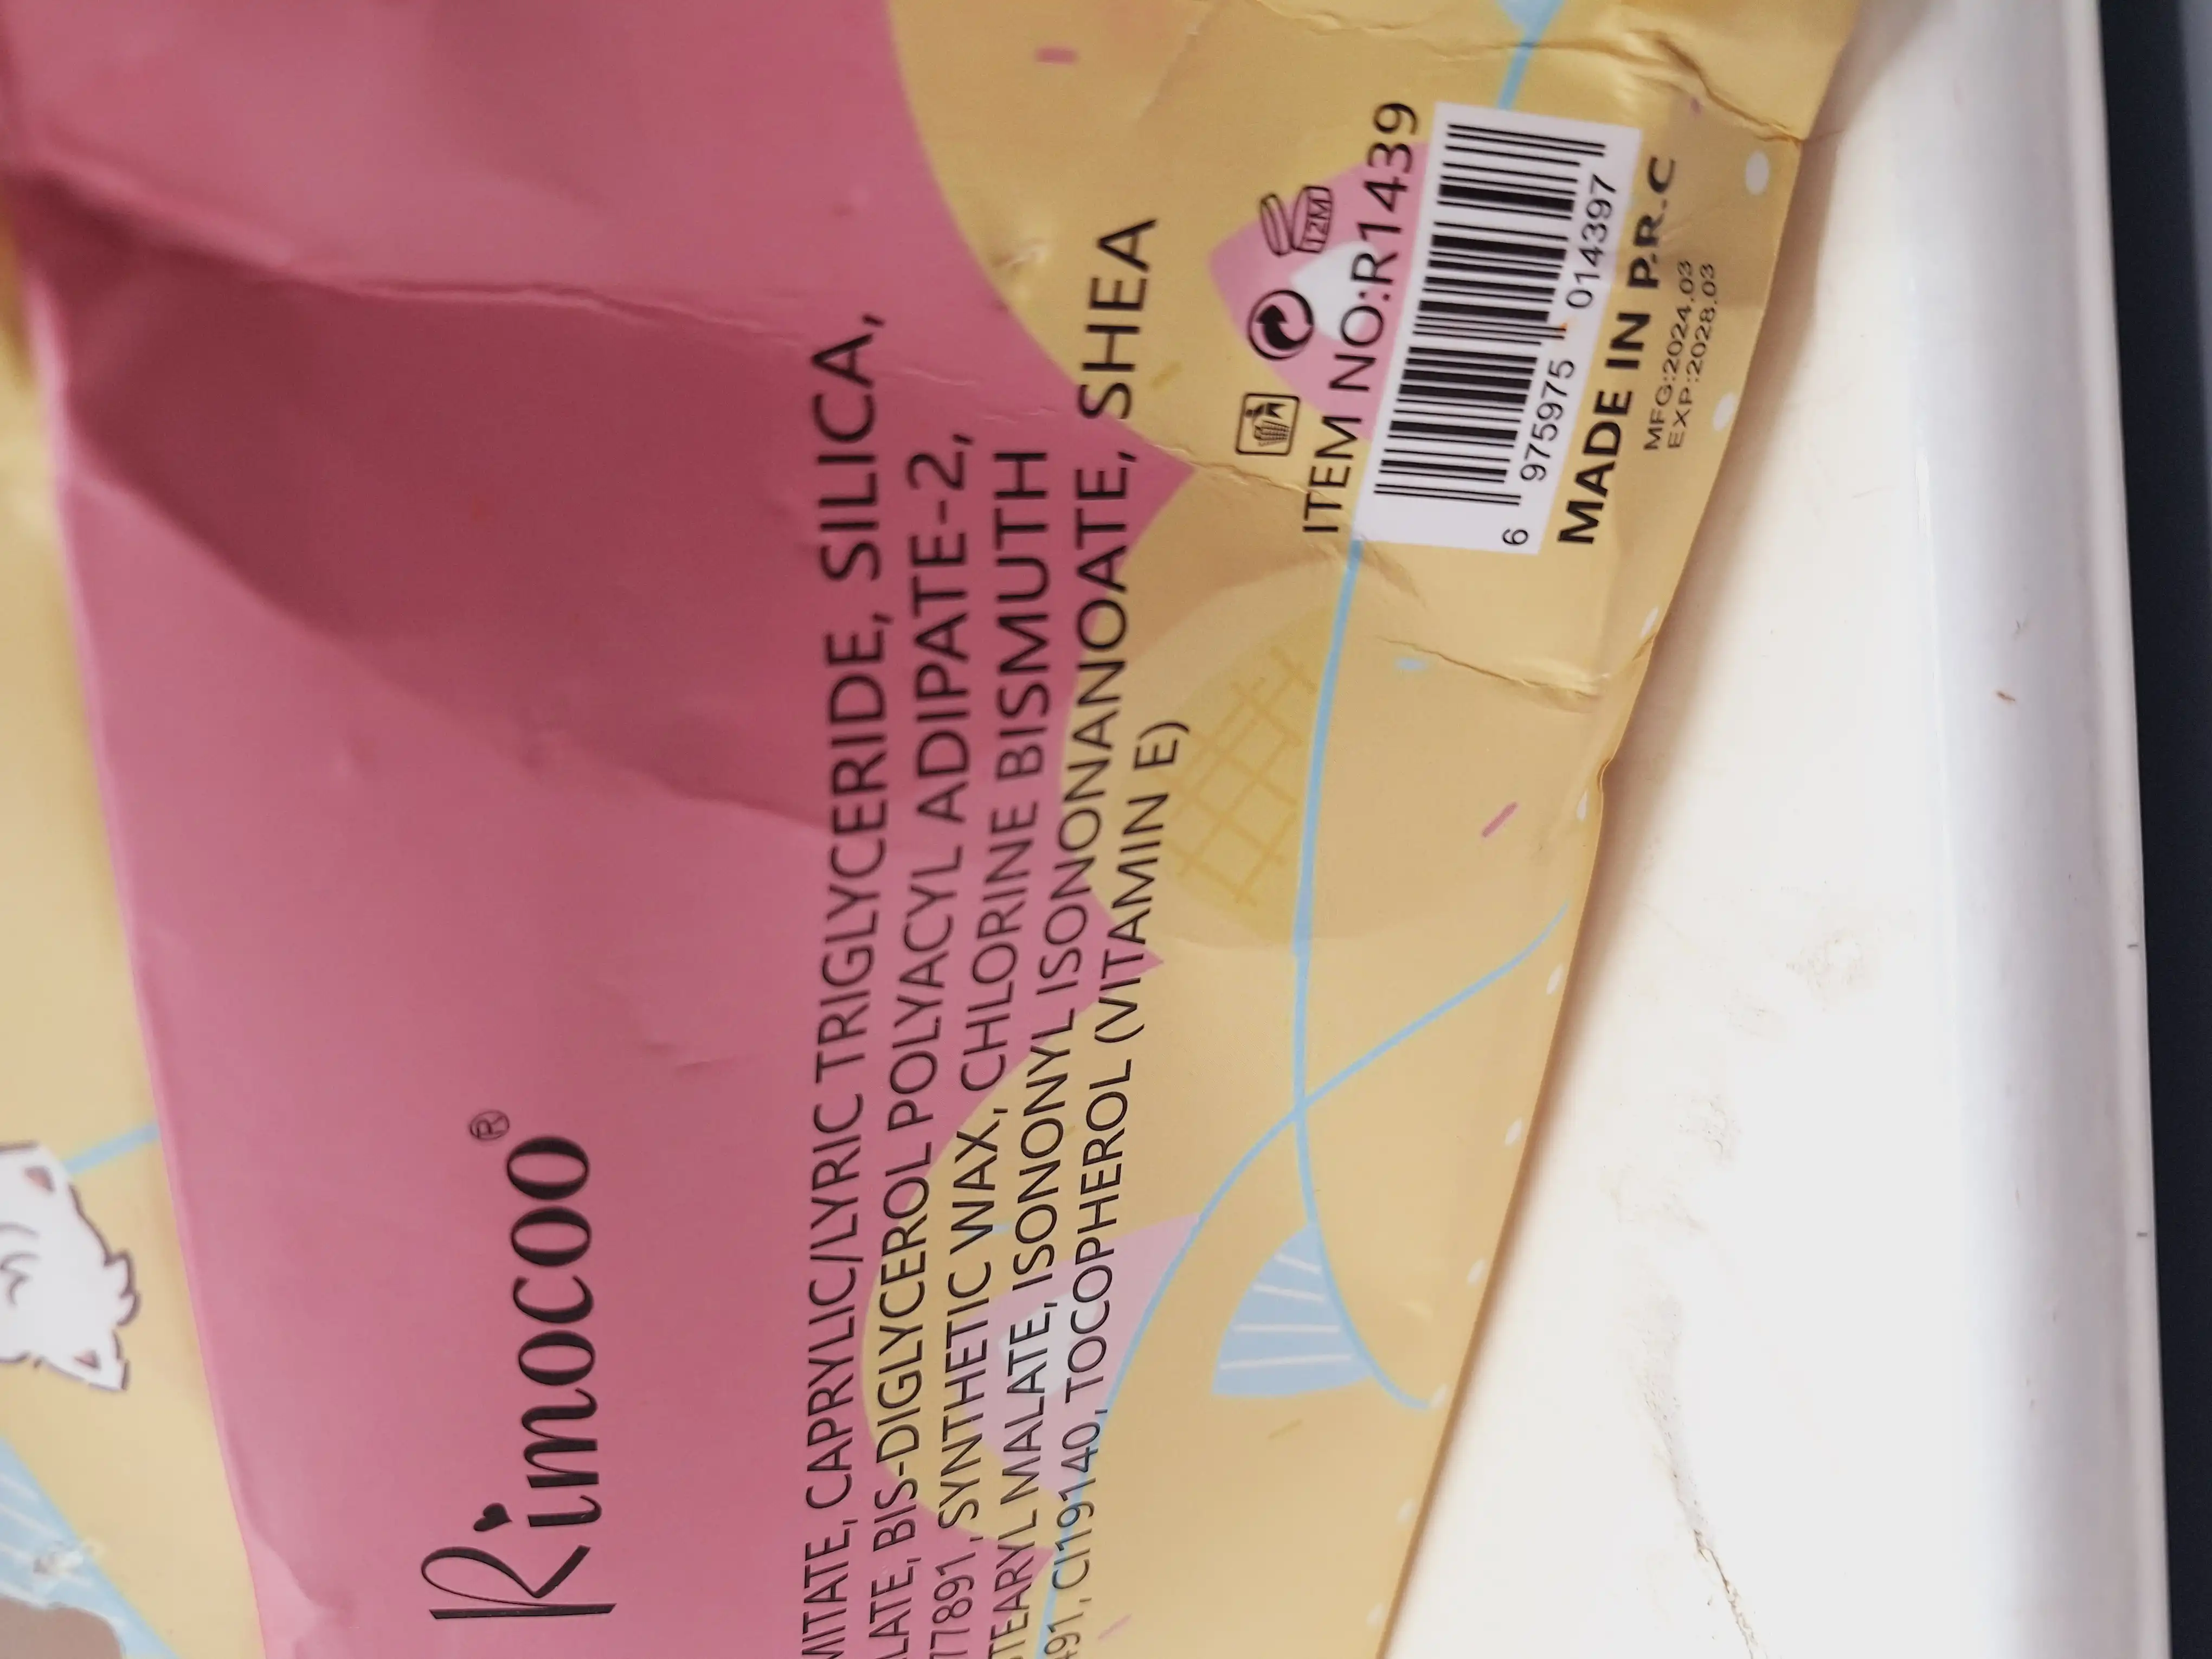 Rimocoo®
MITATE, CAPRYLIC/LYRIC TRIGLYCERIDE, SILICA,
LATE, BIS-DIGLYCEROL POLYACYL ADIPATE-2,
77891, SYNTHETIC WAX, CHLORINE BISMUTH
STEARYL MALATE, ISONONYL ISONONANOATE, SHEA
491, CI19140, TOCOPHEROL (VITAMIN E)
12M
ITEM NO:R1439
6 975975 014397
MADE IN P.R.C
MFG:2024.03
EXP:2028.03